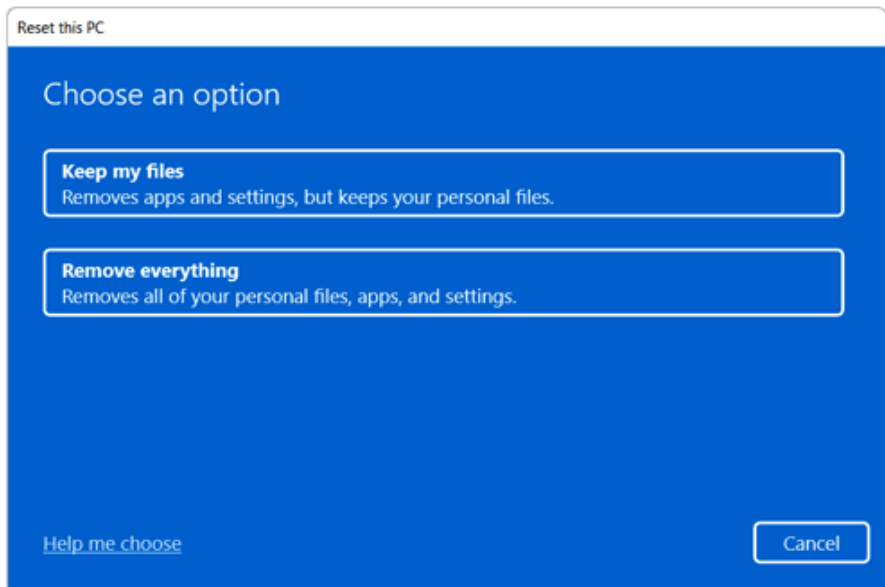 Reset this PC
Choose an option
Keep my files
Removes apps and settings, but keeps your personal files.
Remove everything
Removes all of your personal files, apps, and settings.
Help me choose
Cancel